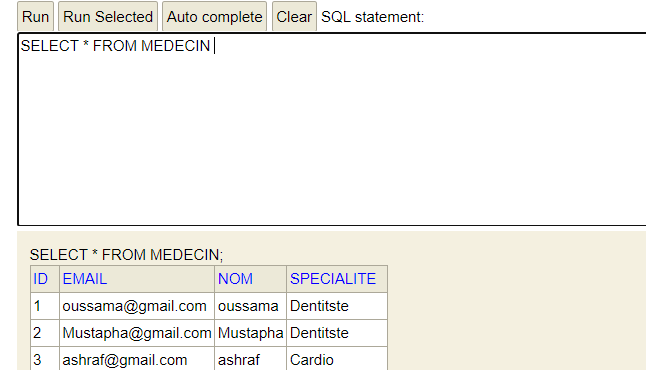 Run Run Selected Auto complete Clear SQL statement:
SELECT * FROM MEDECIN
SELECT * FROM MEDECIN;
ID EMAIL NOM SPECIALITE
1 oussama@gmail.com oussama Dentitste
2 Mustapha@gmail.com Mustapha Dentitste
3 ashraf@gmail.com ashraf Cardio